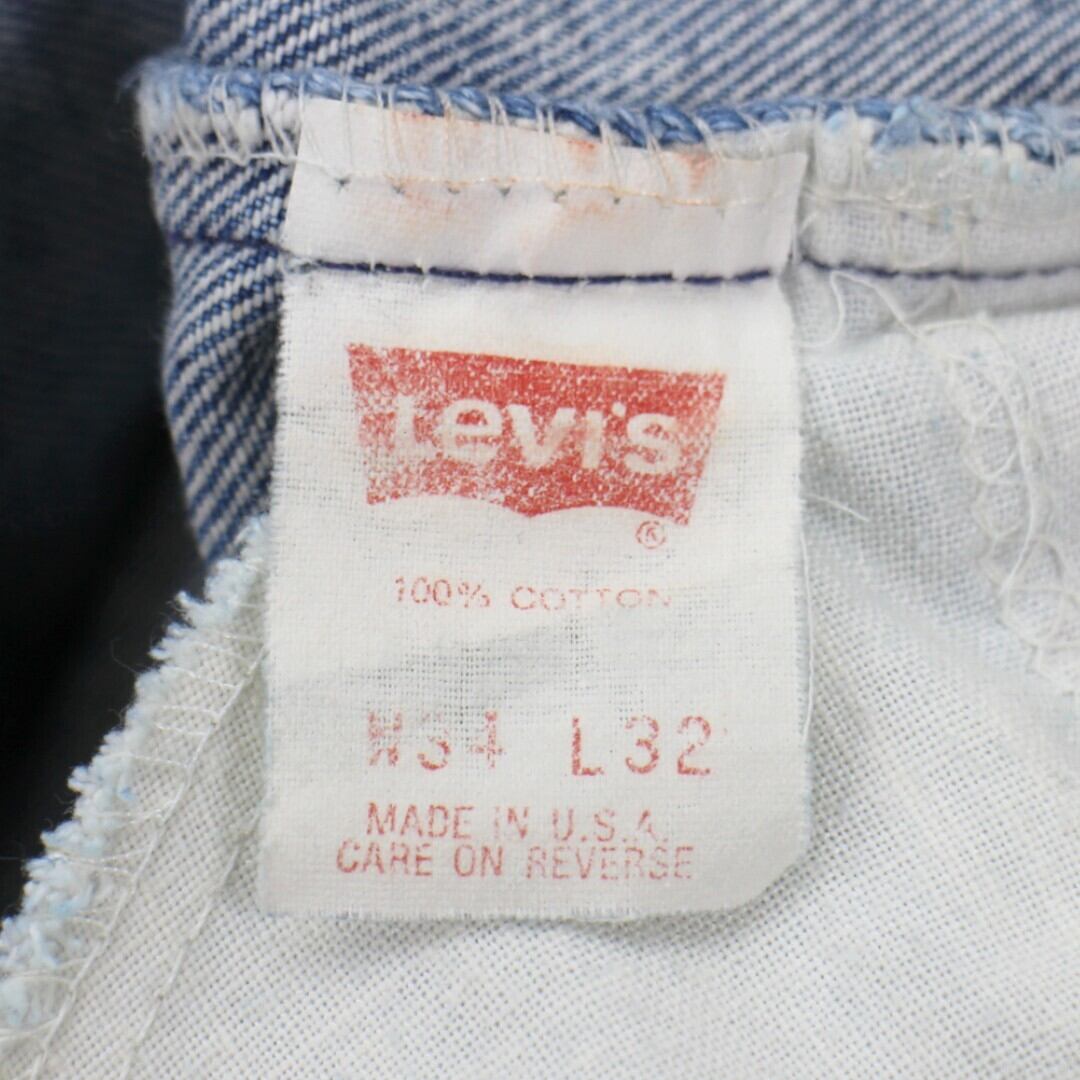 Levi's
®
100% COTTON
W34 L32
MADE IN U.S.A.
CARE ON REVERSE